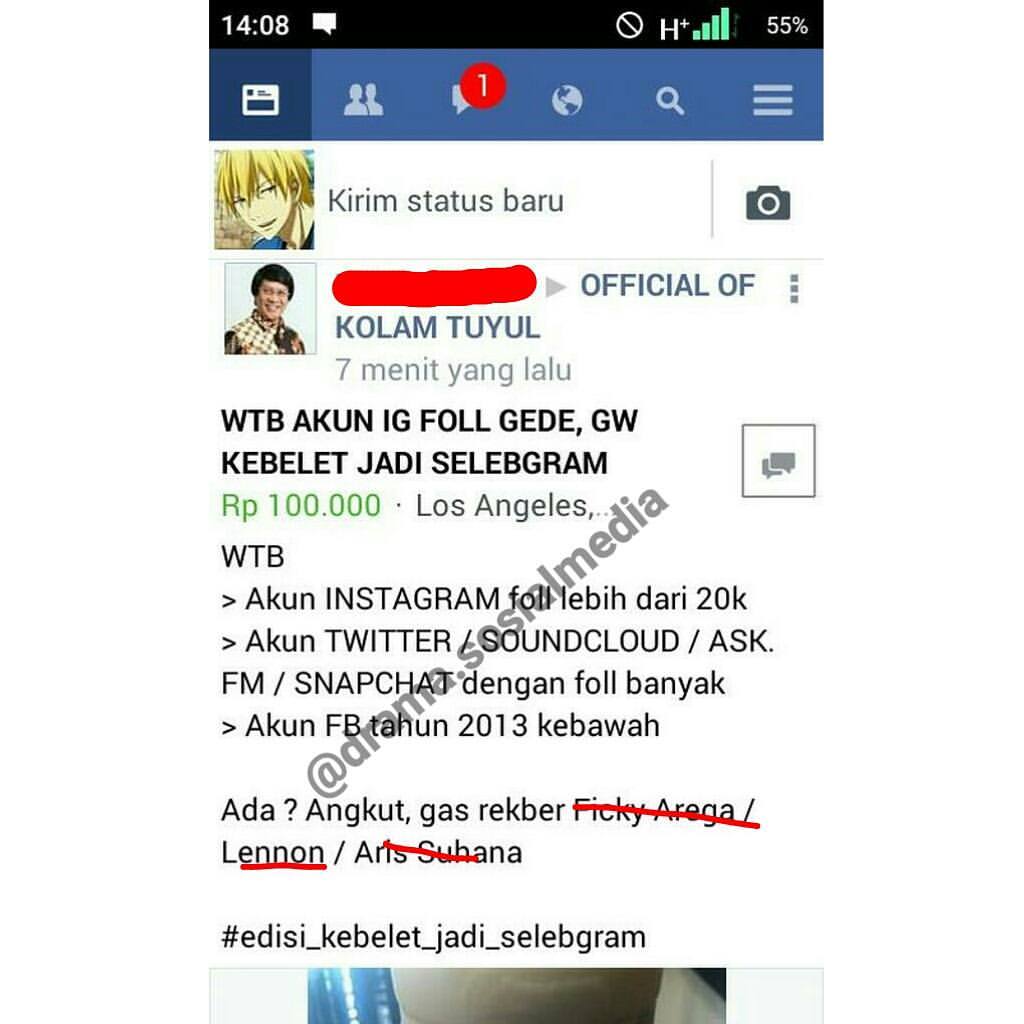 14:08
H+
55%
1
Kirim status baru
OFFICIAL OF
KOLAM TUYUL
7 menit yang lalu
WTB AKUN IG FOLL GEDE, GW
KEBELET JADI SELEBGRAM
Rp 100.000 · Los Angeles,...
WTB
> Akun INSTAGRAM foll lebih dari 20k
> Akun TWITTER / SOUNDCLOUD / ASK.
FM / SNAPCHAT dengan foll banyak
> Akun FB tahun 2013 kebawah
Ada ? Angkut, gas rekber Ficky Arega /
Lennon / Aris Suhana
#edisi_kebelet_jadi_selebgram
@drama.sosialmedia